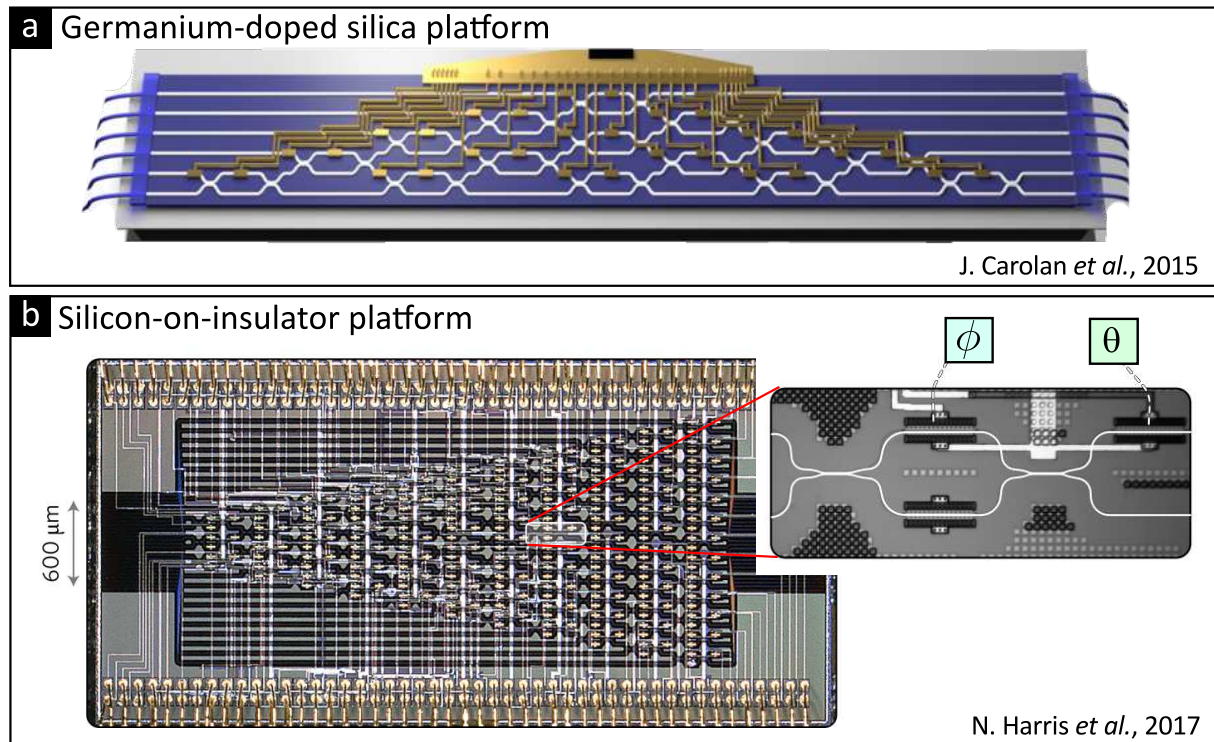 a Germanium-doped silica platform
J. Carolan et al., 2015
b Silicon-on-insulator platform
ϕ
θ
600 µm
N. Harris et al., 2017